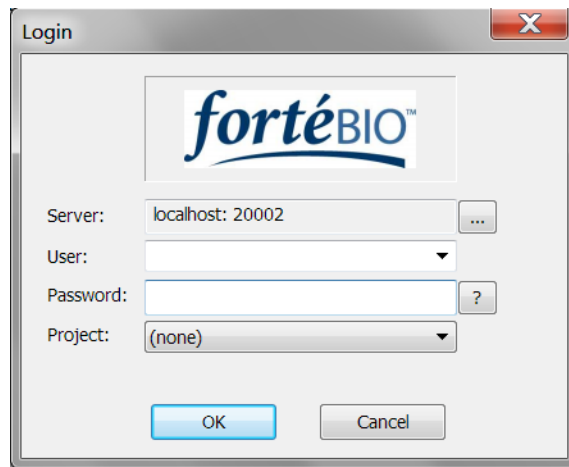 Login
X
fortéBIO™
Server: localhost: 20002 ...
User:
Password: ?
Project: (none)
OK Cancel